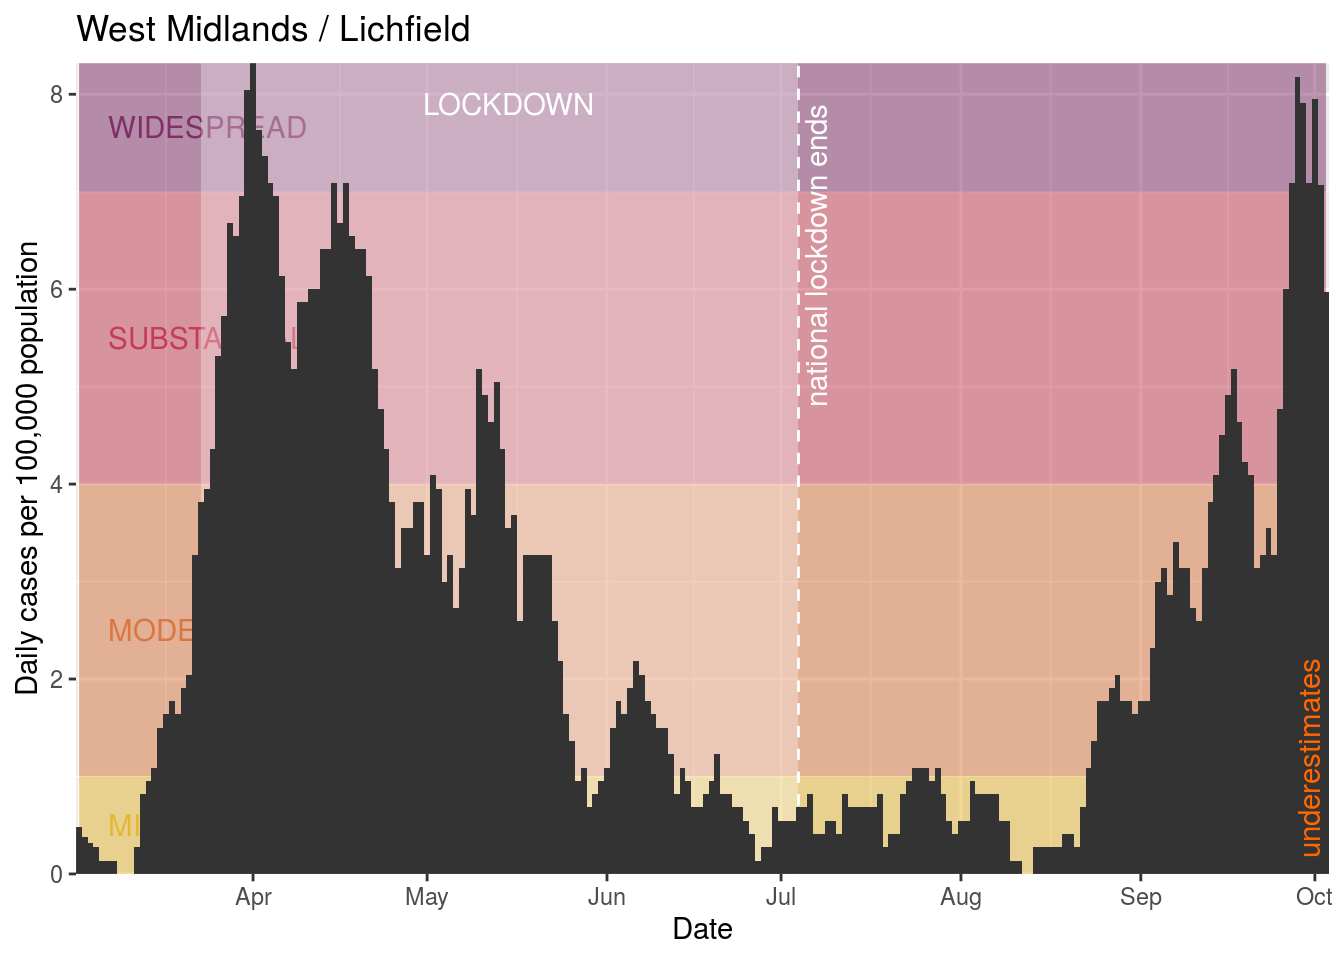 West Midlands / Lichfield
Daily cases per 100,000 population
8
6
4
2
0
WIDESPREAD
LOCKDOWN
national lockdown ends
SUBSTA
L
MODE
MI
underestimates
Apr
May
Jun
Jul
Aug
Sep
Oct
Date